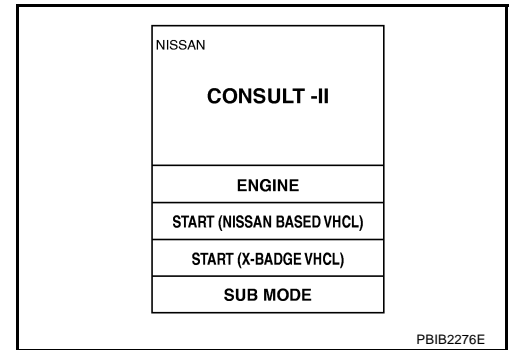 NISSAN
CONSULT -II
ENGINE
START (NISSAN BASED VHCL)
START (X-BADGE VHCL)
SUB MODE
PBIB2276E